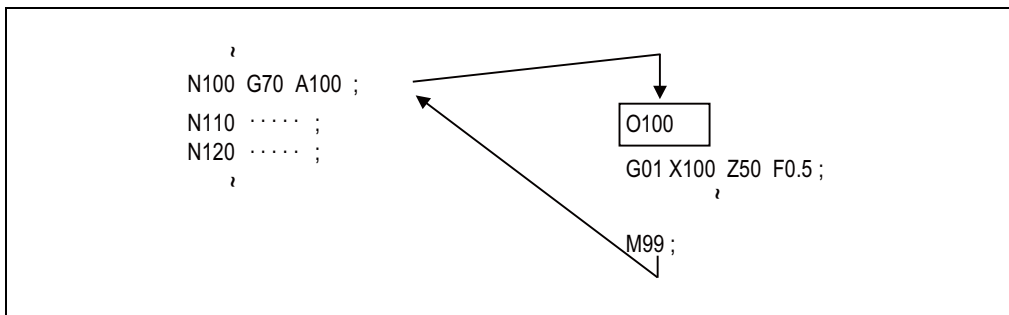 ~
N100 G70 A100 ;
N110 ····· ;
N120 ····· ;
~
O100
G01 X100 Z50 F0.5 ;
~
M99 ;